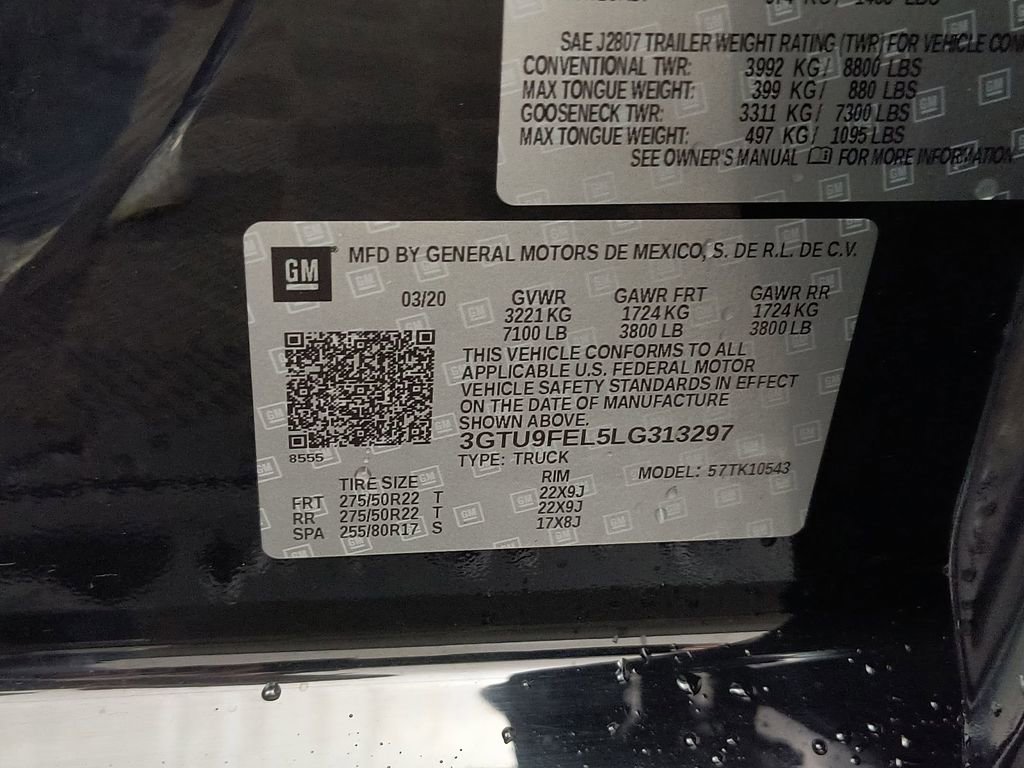 SAE J2807 TRAILER WEIGHT RATING (TWR) FOR VEHICLE
CONVENTIONAL TWR: 3992 KG/ 8800 LBS
MAX TONGUE WEIGHT: 399 KG/ 880 LBS
GOOSENECK TWR: 3311 KG/ 7300 LBS
MAX TONGUE WEIGHT: 497 KG/ 1095 LBS
SEE OWNER'S MANUAL FOR MORE INFORMATION
GM MFD BY GENERAL MOTORS DE MEXICO, S. DE R.L. DE C.V.
03/20 GVWR GAWR FRT GAWR RR
3221 KG 1724 KG 1724 KG
7100 LB 3800 LB 3800 LB
THIS VEHICLE CONFORMS TO ALL
APPLICABLE U.S. FEDERAL MOTOR
VEHICLE SAFETY STANDARDS IN EFFECT
ON THE DATE OF MANUFACTURE
SHOWN ABOVE.
3GTU9FEL5LG313297
8555 TYPE: TRUCK MODEL: 57TK10543
TIRE SIZE RIM
FRT 275/50R22 T 22X9J
RR 275/50R22 T 22X9J
SPA 255/80R17 S 17X8J